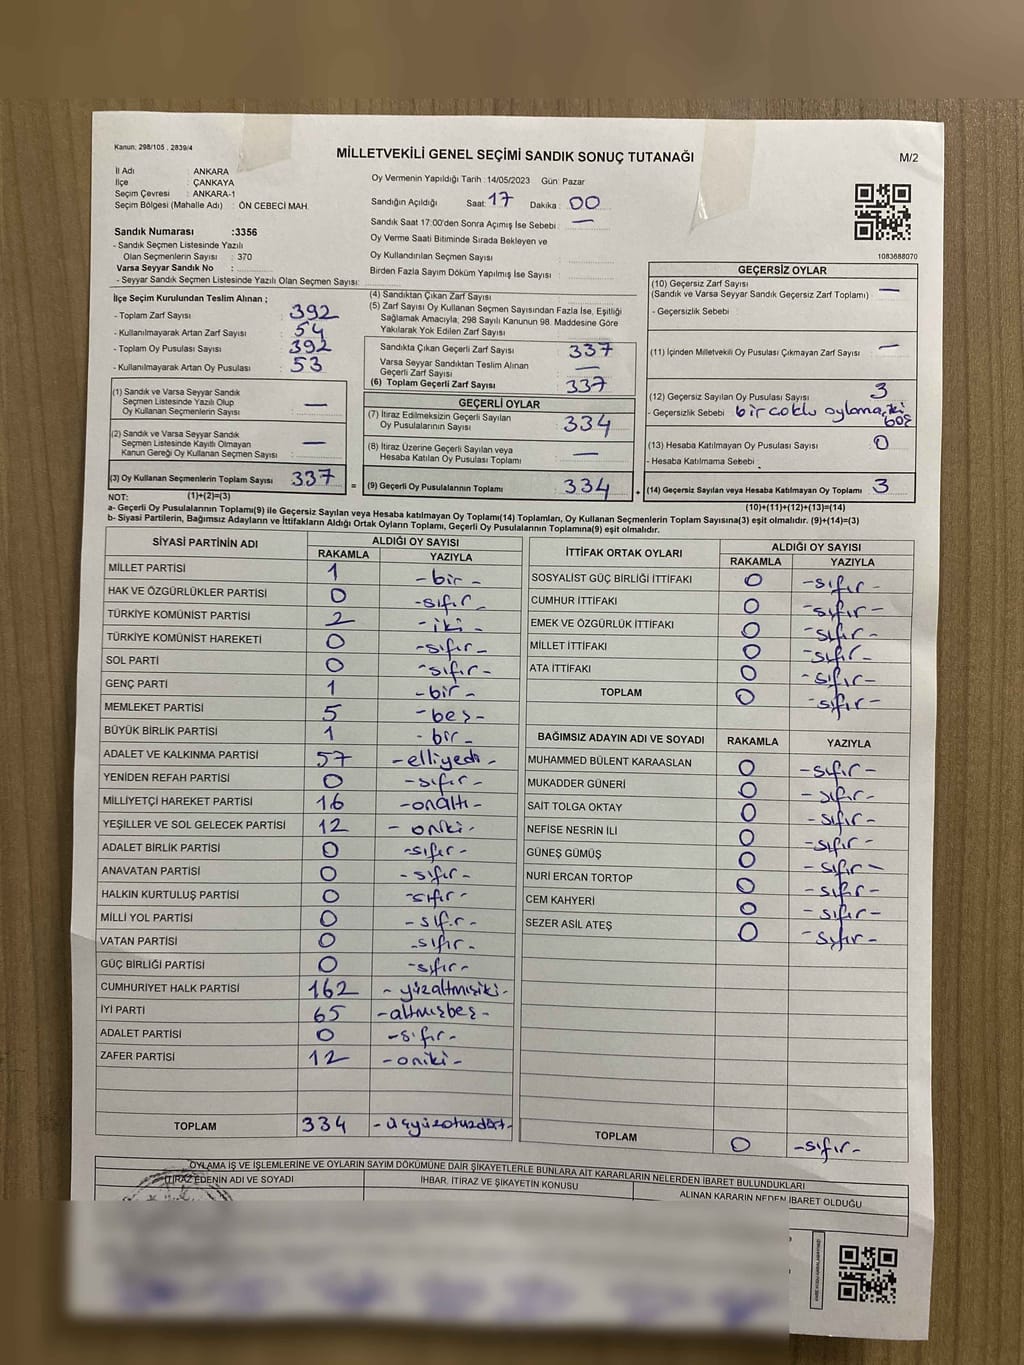 Kanun: 298/105 . 2839/4
MİLLETVEKİLİ GENEL SEÇİMİ SANDIK SONUÇ TUTANAĞI
M/2
İl Adı : ANKARA
İlçe : ÇANKAYA
Seçim Çevresi : ANKARA-1
Seçim Bölgesi (Mahalle Adı) : ÖN CEBECİ MAH.
Sandık Numarası :3356
- Sandık Seçmen Listesinde Yazılı
Olan Seçmenlerin Sayısı : 370
Varsa Seyyar Sandık No :
- Seyyar Sandık Seçmen Listesinde Yazılı Olan Seçmen Sayısı:
Oy Vermenin Yapıldığı Tarih : 14/05/2023 Gün: Pazar
Sandığın Açıldığı Saat: 17 Dakika : 00
Sandık Saat 17:00'den Sonra Açımış İse Sebebi : —
Oy Verme Saati Bitiminde Sırada Bekleyen ve
Oy Kullandırılan Seçmen Sayısı :
Birden Fazla Sayım Döküm Yapılmış İse Sayısı :
1083688070
İlçe Seçim Kurulundan Teslim Alınan ;
- Toplam Zarf Sayısı : 392
- Kullanılmayarak Artan Zarf Sayısı : 54
- Toplam Oy Pusulası Sayısı : 392
- Kullanılmayarak Artan Oy Pusulası : 53
(1) Sandık ve Varsa Seyyar Sandık
Seçmen Listesinde Yazılı Olup
Oy Kullanan Seçmenlerin Sayısı : —
(2) Sandık ve Varsa Seyyar Sandık
Seçmen Listesinde Kayıtlı Olmayan
Kanun Gereği Oy Kullanan Seçmen Sayısı : —
(3) Oy Kullanan Seçmenlerin Toplam Sayısı : 337 =
(4) Sandıktan Çıkan Zarf Sayısı :
(5) Zarf Sayısı Oy Kullanan Seçmen Sayısından Fazla İse, Eşitliği
Sağlamak Amacıyla; 298 Sayılı Kanunun 98. Maddesine Göre
Yakılarak Yok Edilen Zarf Sayısı :
Sandıkta Çıkan Geçerli Zarf Sayısı : 337
Varsa Seyyar Sandıktan Teslim Alınan
Geçerli Zarf Sayısı : —
(6) Toplam Geçerli Zarf Sayısı : 337
GEÇERLİ OYLAR
(7) İtiraz Edilmeksizin Geçerli Sayılan
Oy Pusulalarının Sayısı : 334
(8) İtiraz Üzerine Geçerli Sayılan veya
Hesaba Katılan Oy Pusulası Toplamı : —
(9) Geçerli Oy Pusulalarının Toplamı : 334 +
GEÇERSİZ OYLAR
(10) Geçersiz Zarf Sayısı
(Sandık ve Varsa Seyyar Sandık Geçersiz Zarf Toplamı) : —
- Geçersizlik Sebebi :
(11) İçinden Milletvekili Oy Pusulası Çıkmayan Zarf Sayısı : —
(12) Geçersiz Sayılan Oy Pusulası Sayısı : 3
- Geçersizlik Sebebi : bir çoklu oylama, iki
boş
(13) Hesaba Katılmayan Oy Pusulası Sayısı : 0
- Hesaba Katılmama Sebebi :
(14) Geçersiz Sayılan veya Hesaba Katılmayan Oy Toplamı : 3
NOT: (1)+(2)=(3)
(10)+(11)+(12)+(13)=(14)
a- Geçerli Oy Pusulalarının Toplamı(9) ile Geçersiz Sayılan veya Hesaba Katılmayan Oy Toplamı(14) Toplamları, Oy Kullanan Seçmenlerin Toplam Sayısına(3) eşit olmalıdır. (9)+(14)=(3)
b- Siyasi Partilerin, Bağımsız Adayların ve İttifakların Aldığı Ortak Oyların Toplamı, Geçerli Oy Pusulalarının Toplamına(9) eşit olmalıdır.
SİYASİ PARTİNİN ADI ALDIĞI OY SAYISI
RAKAMLA YAZIYLA
MİLLET PARTİSİ 1 -bir-
HAK VE ÖZGÜRLÜKLER PARTİSİ 0 -sıfır-
TÜRKİYE KOMÜNİST PARTİSİ 2 -iki-
TÜRKİYE KOMÜNİST HAREKETİ 0 -sıfır-
SOL PARTİ 0 -sıfır-
GENÇ PARTİ 1 -bir-
MEMLEKET PARTİSİ 5 -beş-
BÜYÜK BİRLİK PARTİSİ 1 -bir-
ADALET VE KALKINMA PARTİSİ 57 -elliyedi-
YENİDEN REFAH PARTİSİ 0 -sıfır-
MİLLİYETÇİ HAREKET PARTİSİ 16 -onaltı-
YEŞİLLER VE SOL GELECEK PARTİSİ 12 -oniki-
ADALET BİRLİK PARTİSİ 0 -sıfır-
ANAVATAN PARTİSİ 0 -sıfır-
HALKIN KURTULUŞ PARTİSİ 0 -sıfır-
MİLLİ YOL PARTİSİ 0 -sıfır-
VATAN PARTİSİ 0 -sıfır-
GÜÇ BİRLİĞİ PARTİSİ 0 -sıfır-
CUMHURİYET HALK PARTİSİ 162 -yüzaltmışiki-
İYİ PARTİ 65 -altmışbeş-
ADALET PARTİSİ 0 -sıfır-
ZAFER PARTİSİ 12 -oniki-
TOPLAM 334 -üçyüzotuzdört-
İTTİFAK ORTAK OYLARI ALDIĞI OY SAYISI
RAKAMLA YAZIYLA
SOSYALİST GÜÇ BİRLİĞİ İTTİFAKI 0 -sıfır-
CUMHUR İTTİFAKI 0 -sıfır-
EMEK VE ÖZGÜRLÜK İTTİFAKI 0 -sıfır-
MİLLET İTTİFAKI 0 -sıfır-
ATA İTTİFAKI 0 -sıfır-
TOPLAM 0 -sıfır-
BAĞIMSIZ ADAYIN ADI VE SOYADI RAKAMLA YAZIYLA
MUHAMMED BÜLENT KARAASLAN 0 -sıfır-
MUKADDER GÜNERİ 0 -sıfır-
SAİT TOLGA OKTAY 0 -sıfır-
NEFİSE NESRİN İLİ 0 -sıfır-
GÜNEŞ GÜMÜŞ 0 -sıfır-
NURİ ERCAN TORTOP 0 -sıfır-
CEM KAHYERİ 0 -sıfır-
SEZER ASİL ATEŞ 0 -sıfır-
TOPLAM 0 -sıfır-
OYLAMA İŞ VE İŞLEMLERİNE VE OYLARIN SAYIM DÖKÜMÜNE DAİR ŞİKAYETLERLE BUNLARA AİT KARARLARIN NELERDEN İBARET BULUNDUKLARI
İTİRAZ EDENİN ADI VE SOYADI İHBAR, İTİRAZ VE ŞİKAYETİN KONUSU ALINAN KARARIN NEDEN İBARET OLDUĞU